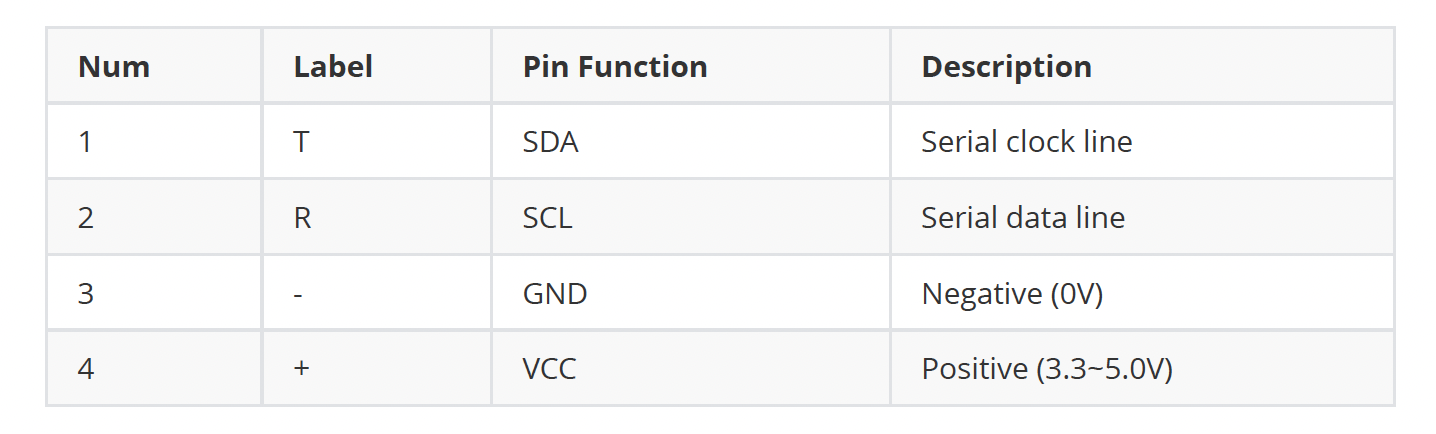 Num Label Pin Function Description
1 T SDA Serial clock line
2 R SCL Serial data line
3 - GND Negative (0V)
4 + VCC Positive (3.3~5.0V)